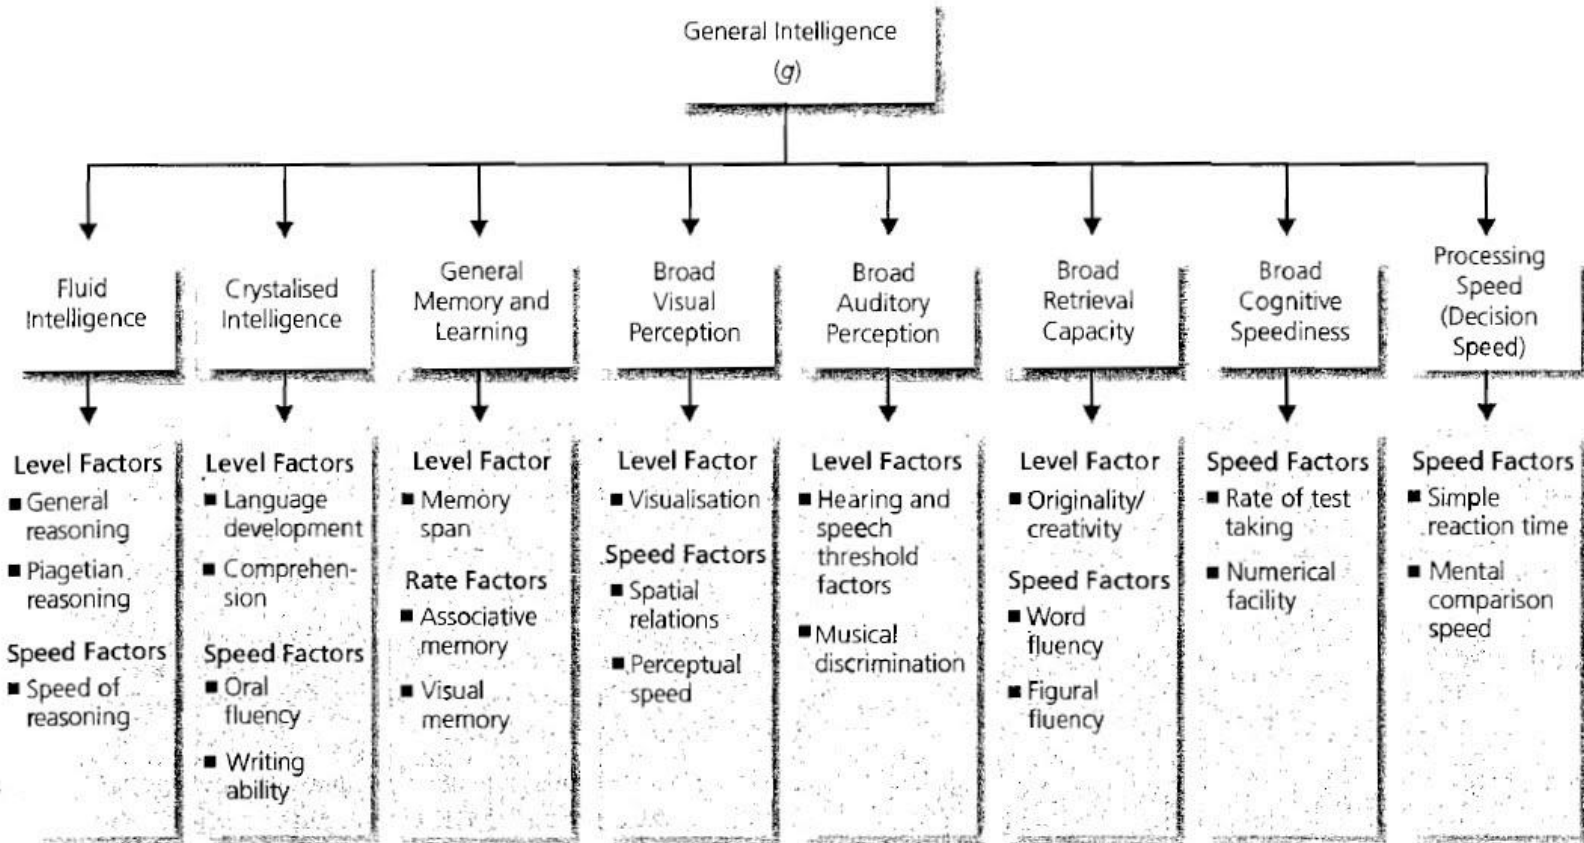 General Intelligence
(g)
Fluid
Intelligence
Crystalised
Intelligence
General
Memory and
Learning
Broad
Visual
Perception
Broad
Auditory
Perception
Broad
Retrieval
Capacity
Broad
Cognitive
Speediness
Processing
Speed
(Decision
Speed)
Level Factors
■ General
reasoning
■ Piagetian
reasoning
Speed Factors
■ Speed of
reasoning
Level Factors
■ Language
development
■ Comprehen-
sion
Speed Factors
■ Oral
fluency
■ Writing
ability
Level Factor
■ Memory
span
Rate Factors
■ Associative
memory
■ Visual
memory
Level Factor
■ Visualisation
Speed Factors
■ Spatial
relations
■ Perceptual
speed
Level Factors
■ Hearing and
speech
threshold
factors
■ Musical
discrimination
Level Factor
■ Originality/
creativity
Speed Factors
■ Word
fluency
■ Figural
fluency
Speed Factors
■ Rate of test
taking
■ Numerical
facility
Speed Factors
■ Simple
reaction time
■ Mental
comparison
speed